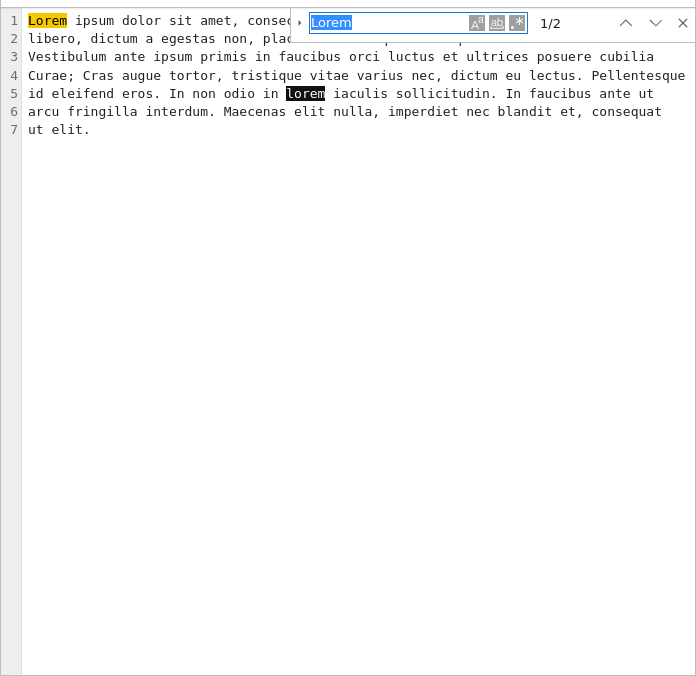 1 Lorem ipsum dolor sit amet, consec
Lorem
1/2
2 libero, dictum a egestas non, plac
3 Vestibulum ante ipsum primis in faucibus orci luctus et ultrices posuere cubilia
4 Curae; Cras augue tortor, tristique vitae varius nec, dictum eu lectus. Pellentesque
5 id eleifend eros. In non odio in lorem iaculis sollicitudin. In faucibus ante ut
6 arcu fringilla interdum. Maecenas elit nulla, imperdiet nec blandit et, consequat
7 ut elit.